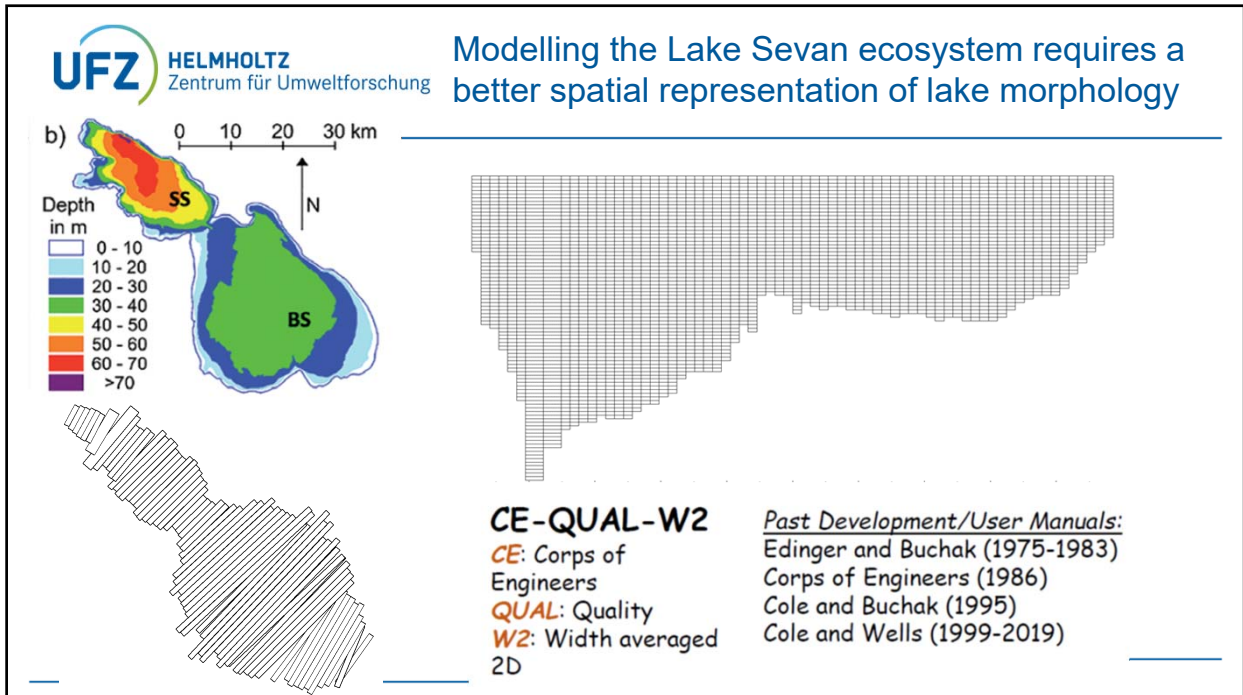 UFZ HELMHOLTZ
Zentrum für Umweltforschung
Modelling the Lake Sevan ecosystem requires a
better spatial representation of lake morphology
b)
0 10 20 30 km
N
SS
BS
Depth
in m
0 - 10
10 - 20
20 - 30
30 - 40
40 - 50
50 - 60
60 - 70
>70
CE-QUAL-W2
CE: Corps of
Engineers
QUAL: Quality
W2: Width averaged
2D
Past Development/User Manuals:
Edinger and Buchak (1975-1983)
Corps of Engineers (1986)
Cole and Buchak (1995)
Cole and Wells (1999-2019)